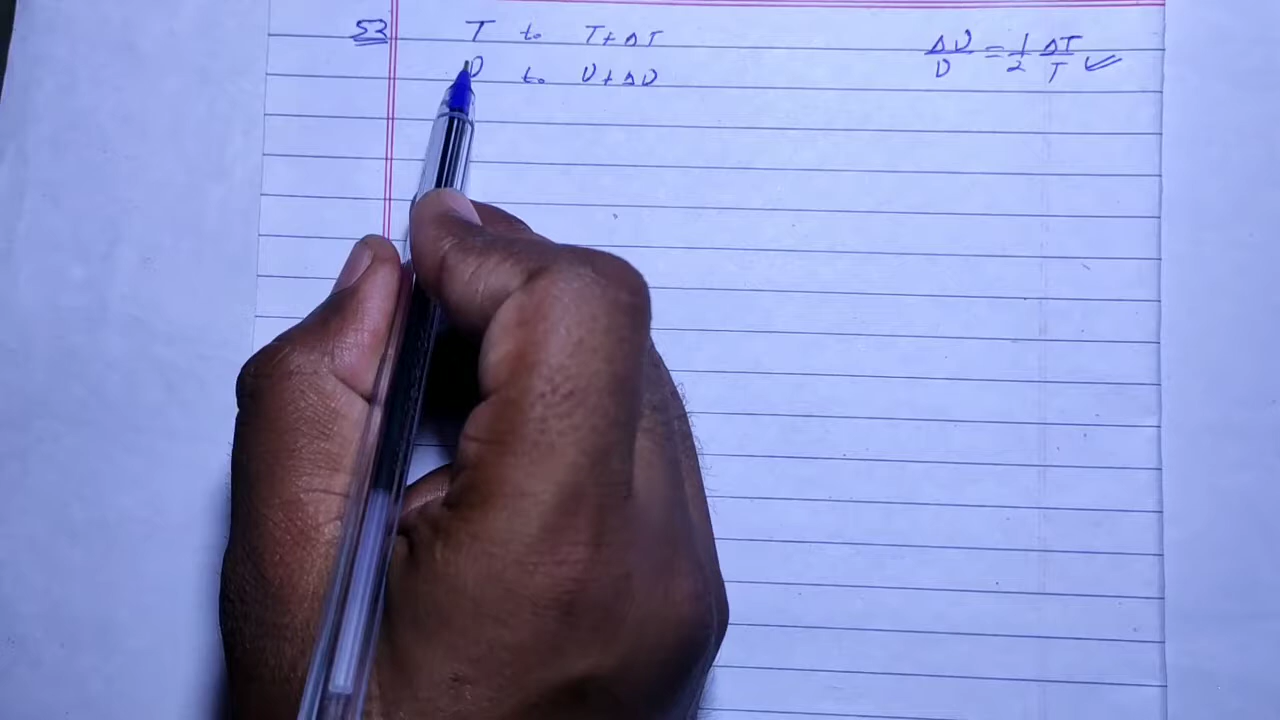 53 T to T+ΔT
υ to υ+Δυ
Δυ/υ = 1/2 ΔT/T ✓